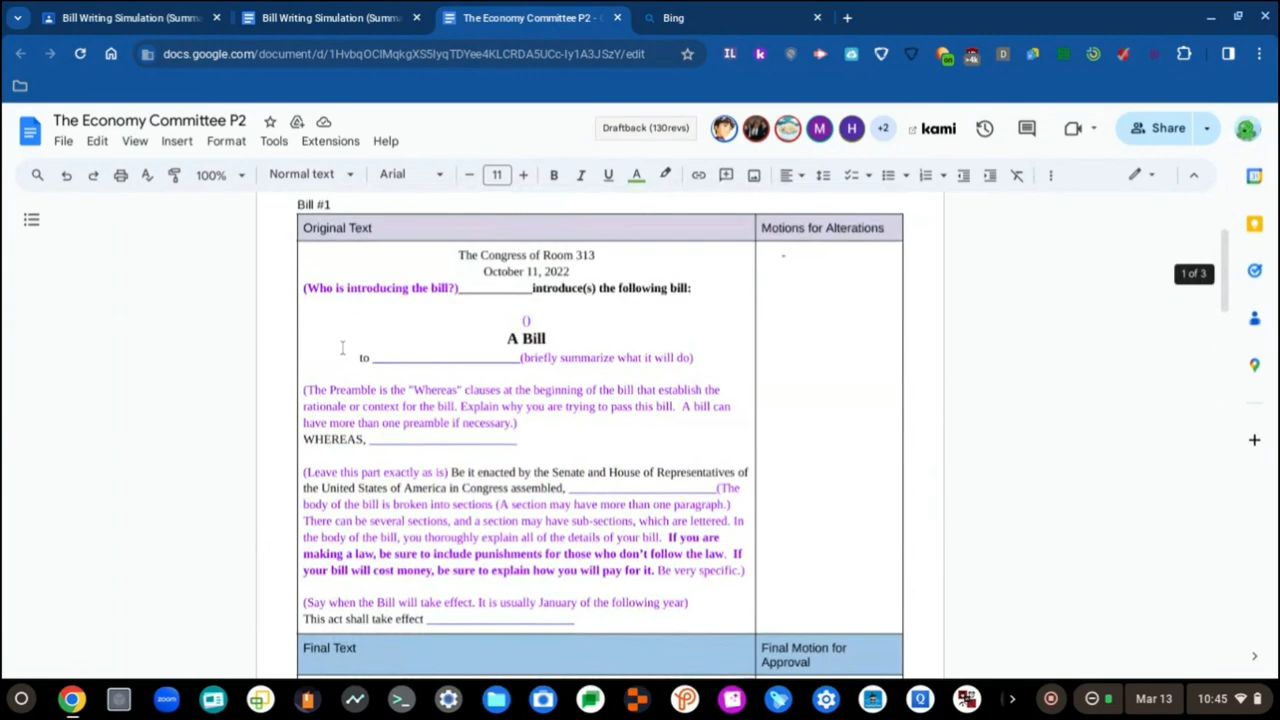 Bill Writing Simulation (Summ
Bill Writing Simulation (Summ
The Economy Committee P2 -
Bing
docs.google.com/document/d/1HvbqOCIMqkgXS5IyqTDYee4KLCRDA5UCc-Iy1A3JSzY/edit
The Economy Committee P2
File Edit View Insert Format Tools Extensions Help
Draftback (130revs)
M
H
+2
kami
Share
100%
Normal text
Arial
11
Bill #1
Original Text
Motions for Alterations
The Congress of Room 313
-
October 11, 2022
(Who is introducing the bill?)____________introduce(s) the following bill:
1 of 3
()
A Bill
to ________________________(briefly summarize what it will do)
(The Preamble is the "Whereas" clauses at the beginning of the bill that establish the
rationale or context for the bill. Explain why you are trying to pass this bill. A bill can
have more than one preamble if necessary.)
WHEREAS, ________________________
(Leave this part exactly as is) Be it enacted by the Senate and House of Representatives of
the United States of America in Congress assembled, ________________________(The
body of the bill is broken into sections (A section may have more than one paragraph.)
There can be several sections, and a section may have sub-sections, which are lettered. In
the body of the bill, you thoroughly explain all of the details of your bill. If you are
making a law, be sure to include punishments for those who don't follow the law. If
your bill will cost money, be sure to explain how you will pay for it. Be very specific.)
(Say when the Bill will take effect. It is usually January of the following year)
This act shall take effect ________________________
Final Text
Final Motion for
Approval
zoom
Mar 13
10:45